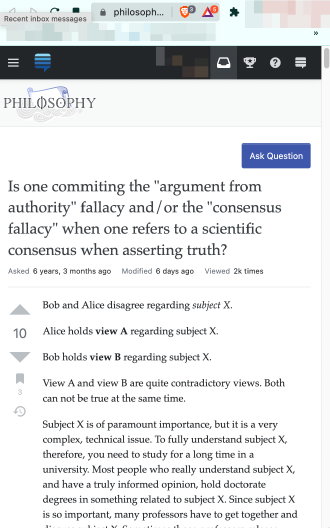 philosoph...
3
5
Recent inbox messages
»
PHILOSOPHY
Ask Question
Is one commiting the "argument from
authority" fallacy and/or the "consensus
fallacy" when one refers to a scientific
consensus when asserting truth?
Asked 6 years, 3 months ago Modified 6 days ago Viewed 2k times
Bob and Alice disagree regarding subject X.
10
Alice holds view A regarding subject X.
Bob holds view B regarding subject X.
3
View A and view B are quite contradictory views. Both
can not be true at the same time.
Subject X is of paramount importance, but it is a very
complex, technical issue. To fully understand subject X,
therefore, you need to study for a long time in a
university. Most people who really understand subject X,
and have a truly informed opinion, hold doctorate
degrees in something related to subject X. Since subject X
is so important, many professors have to get together and